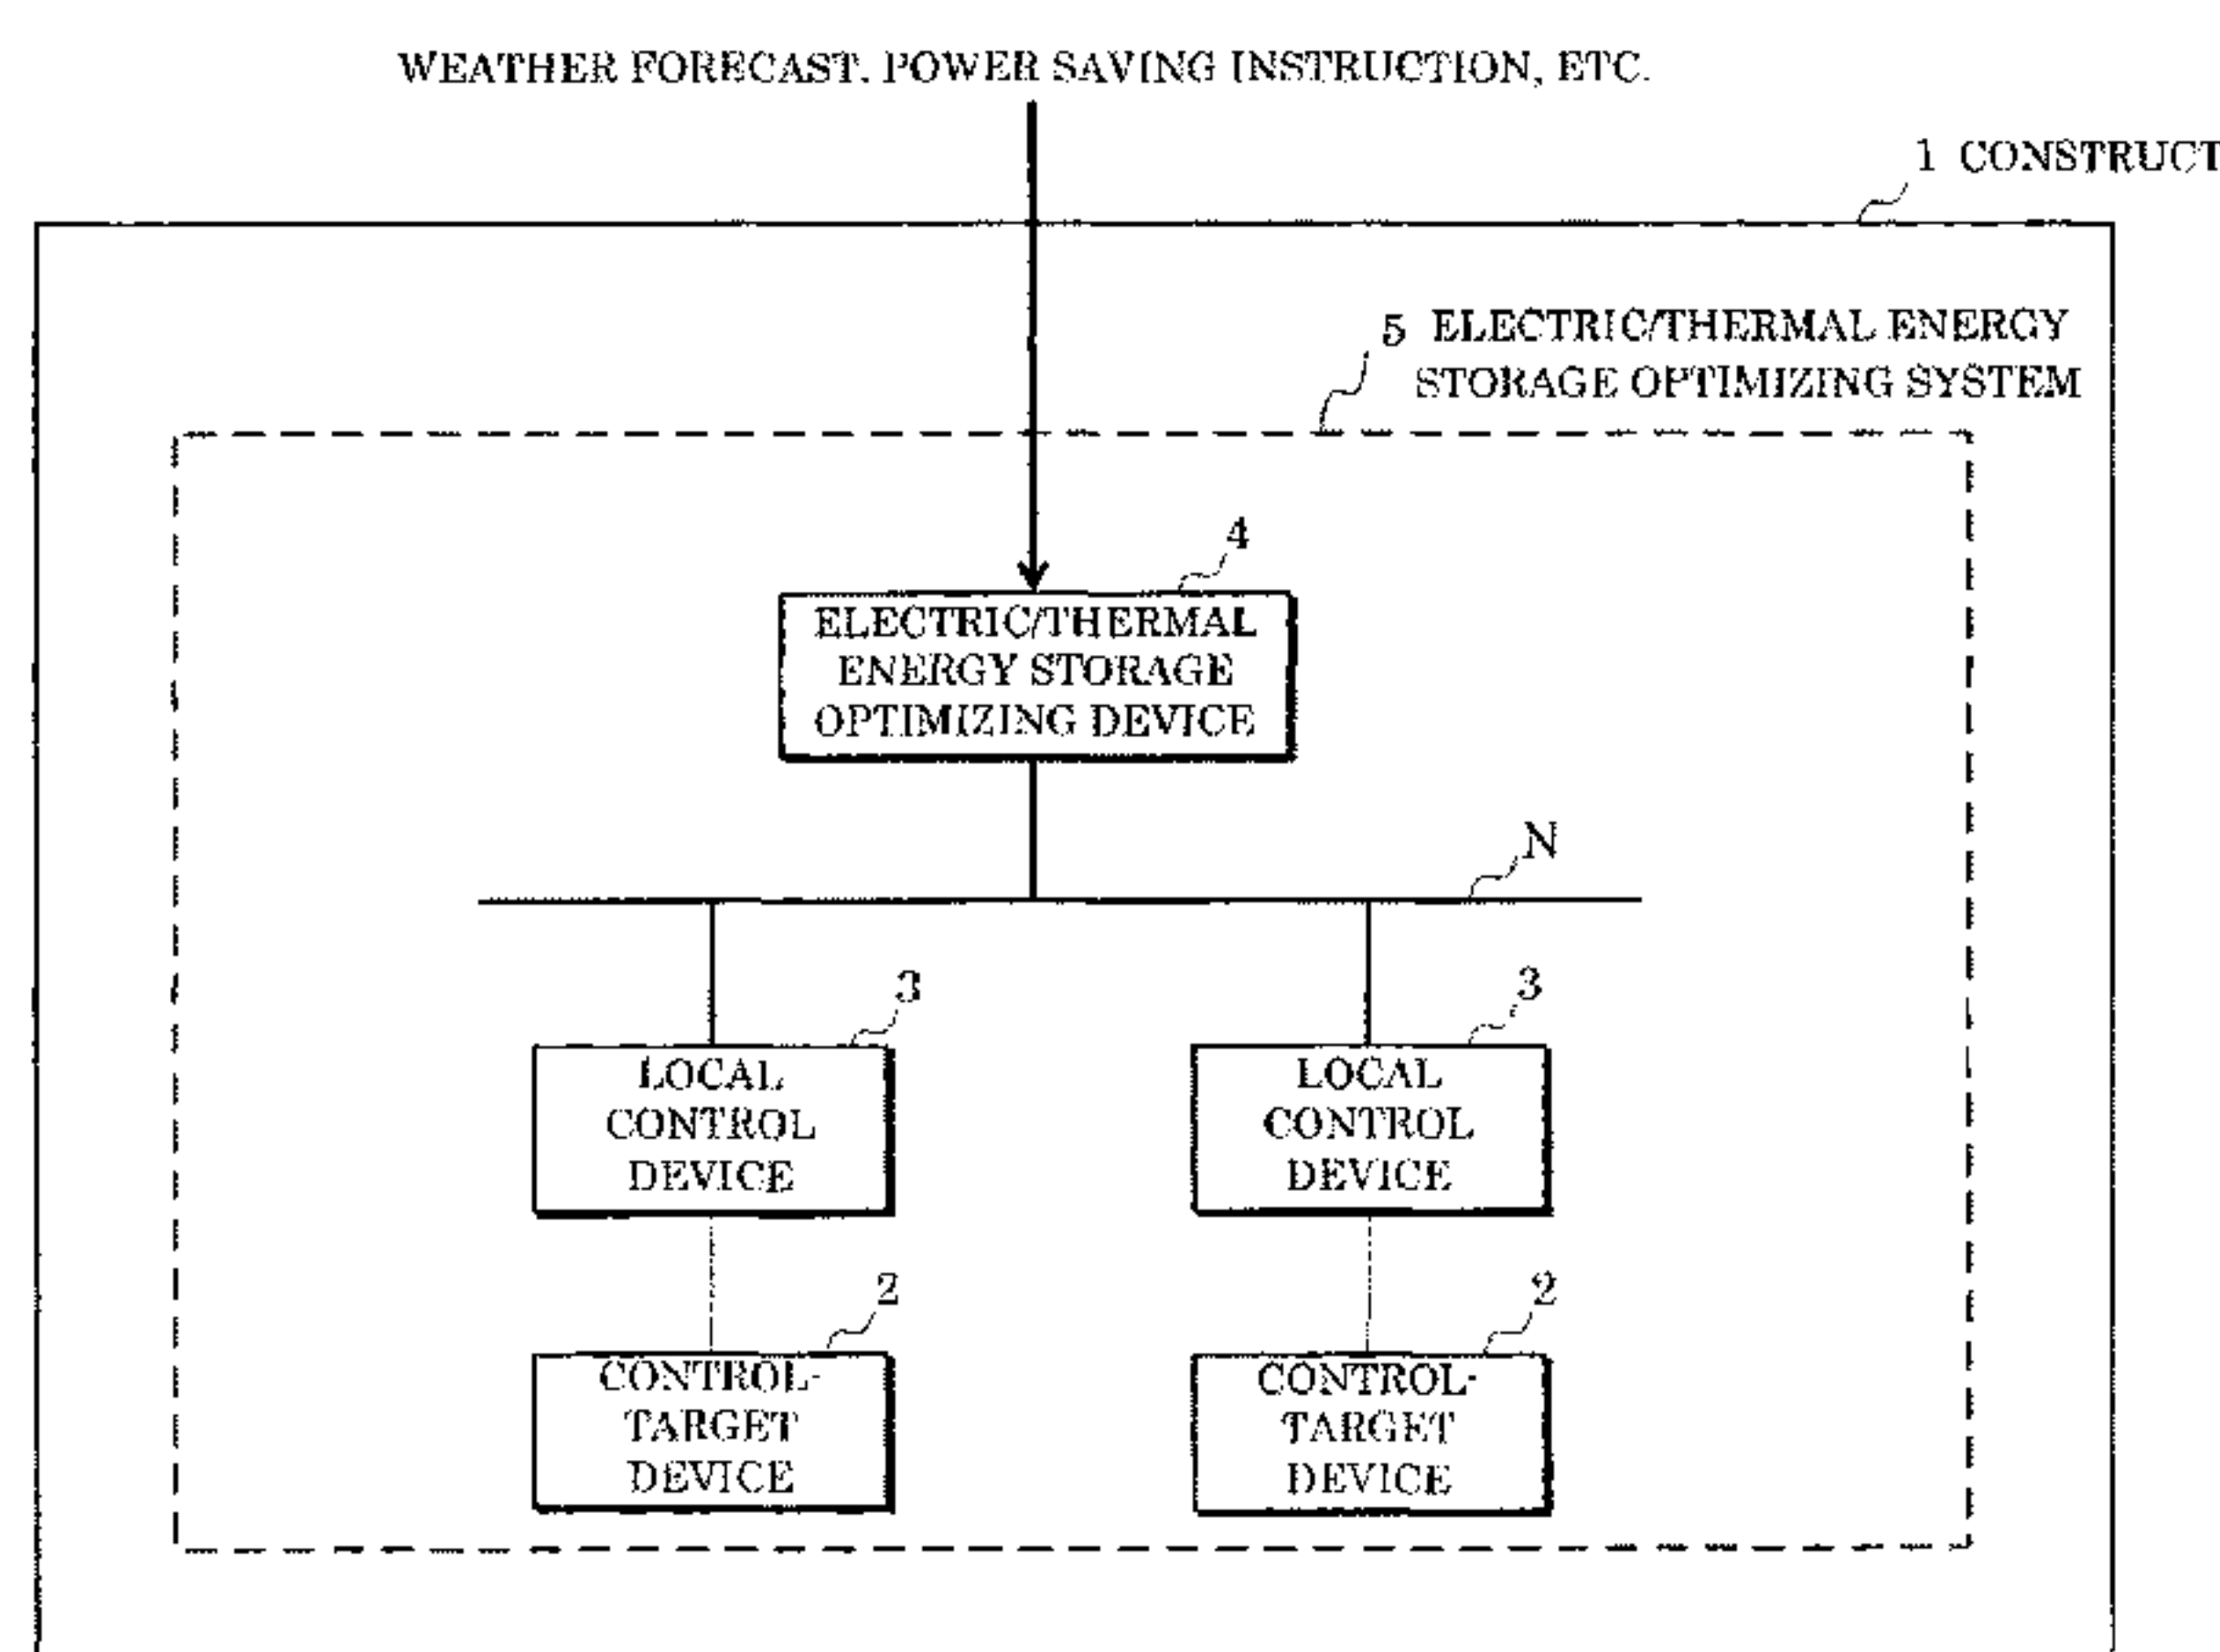 WEATHER FORECAST, POWER SAVING INSTRUCTION, ETC.
1 CONSTRUCT
5 ELECTRIC/THERMAL ENERGY
STORAGE OPTIMIZING SYSTEM
4
ELECTRIC/THERMAL
ENERGY STORAGE
OPTIMIZING DEVICE
N
3
LOCAL
CONTROL
DEVICE
3
LOCAL
CONTROL
DEVICE
2
CONTROL-
TARGET
DEVICE
2
CONTROL-
TARGET
DEVICE